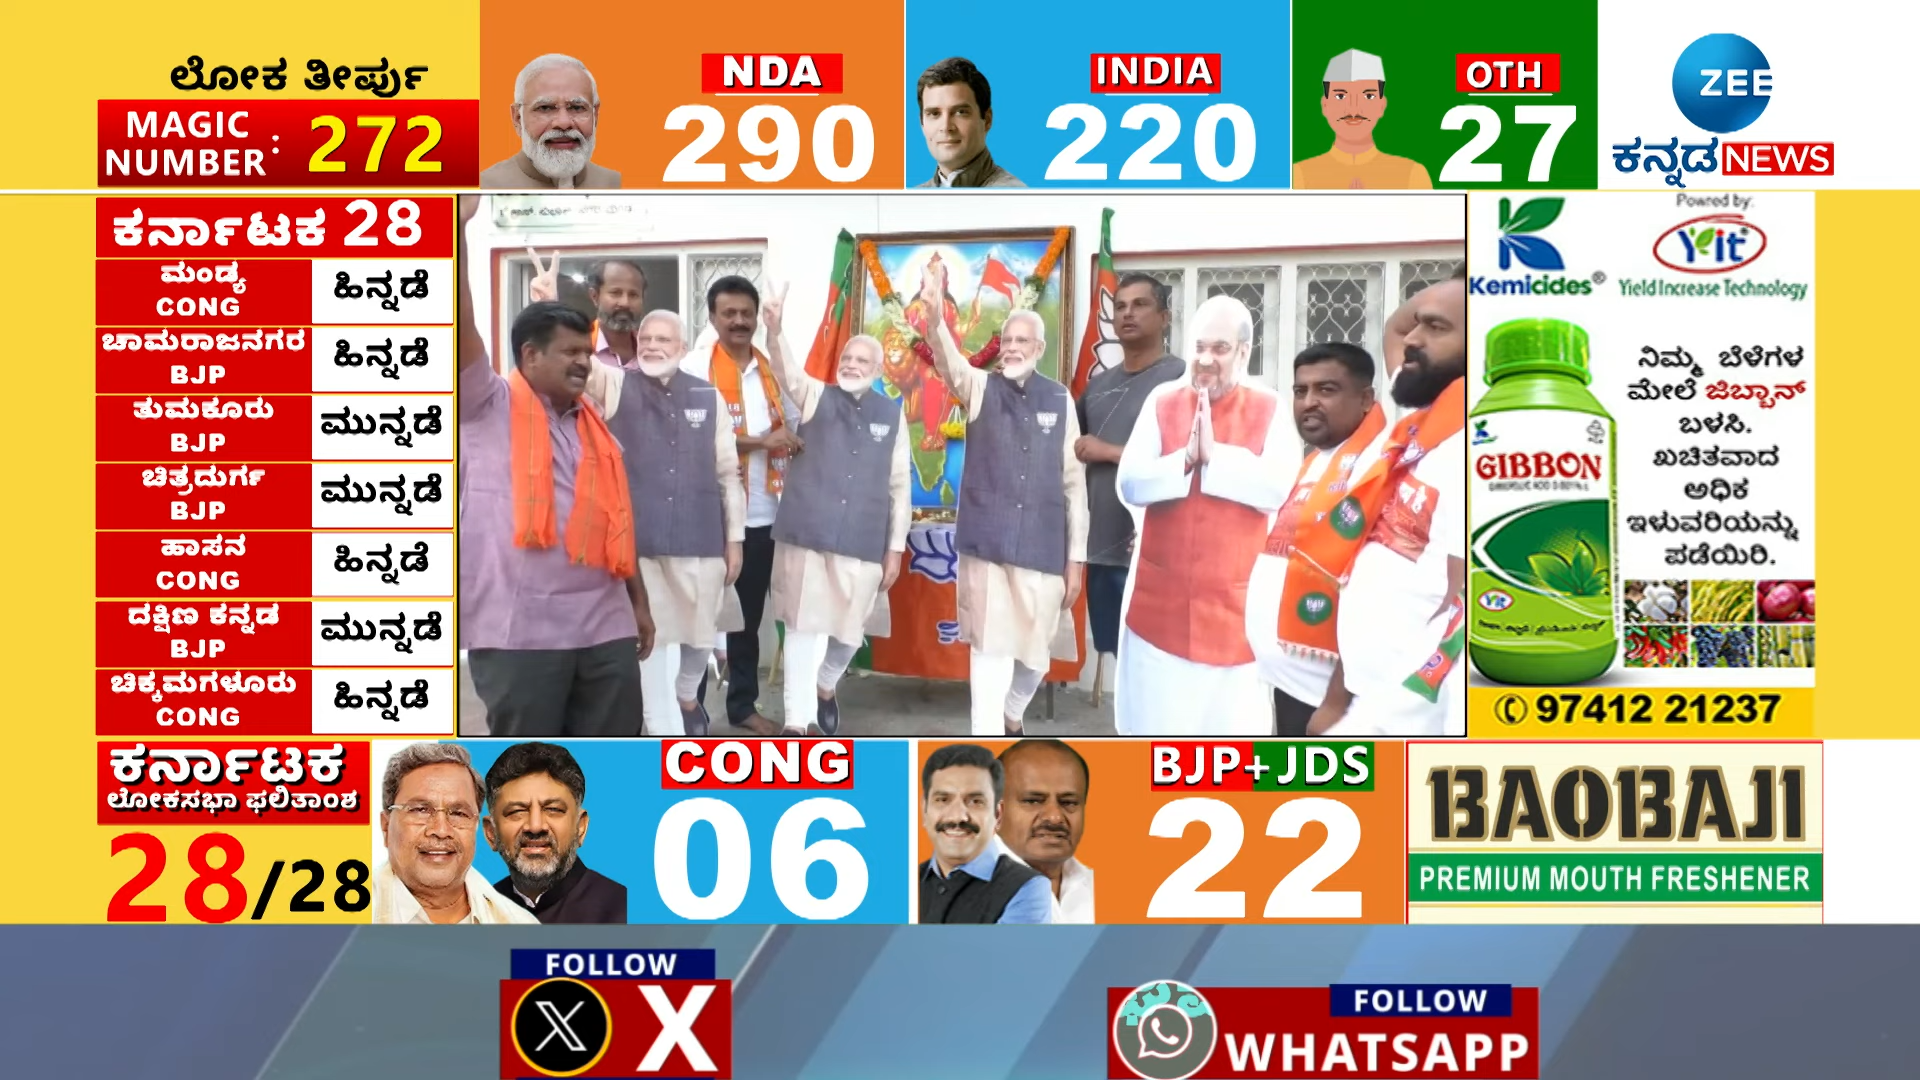 ಲೋಕ ತೀರ್ಪು
MAGIC
NUMBER : 272
NDA
290
INDIA
220
OTH
27
ZEE
ಕನ್ನಡ NEWS
ಕರ್ನಾಟಕ 28
ಮಂಡ್ಯ
CONG
ಹಿನ್ನಡೆ
ಚಾಮರಾಜನಗರ
BJP
ಹಿನ್ನಡೆ
ತುಮಕೂರು
BJP
ಮುನ್ನಡೆ
ಚಿತ್ರದುರ್ಗ
BJP
ಮುನ್ನಡೆ
ಹಾಸನ
CONG
ಹಿನ್ನಡೆ
ದಕ್ಷಿಣ ಕನ್ನಡ
BJP
ಮುನ್ನಡೆ
ಚಿಕ್ಕಮಗಳೂರು
CONG
ಹಿನ್ನಡೆ
Powred by:
Kemicides®
Yit
Yield Increase Technology
ನಿಮ್ಮ ಬೆಳೆಗಳ
ಮೇಲೆ ಜಿಬ್ಬಾನ್
ಬಳಸಿ.
ಖಚಿತವಾದ
ಅಧಿಕ
ಇಳುವರಿಯನ್ನು
ಪಡೆಯಿರಿ.
GIBBON
97412 21237
ಕರ್ನಾಟಕ
ಲೋಕಸಭಾ ಫಲಿತಾಂಶ
28/28
CONG
06
BJP+JDS
22
BAOBAJI
PREMIUM MOUTH FRESHENER
FOLLOW
X
FOLLOW
WHATSAPP